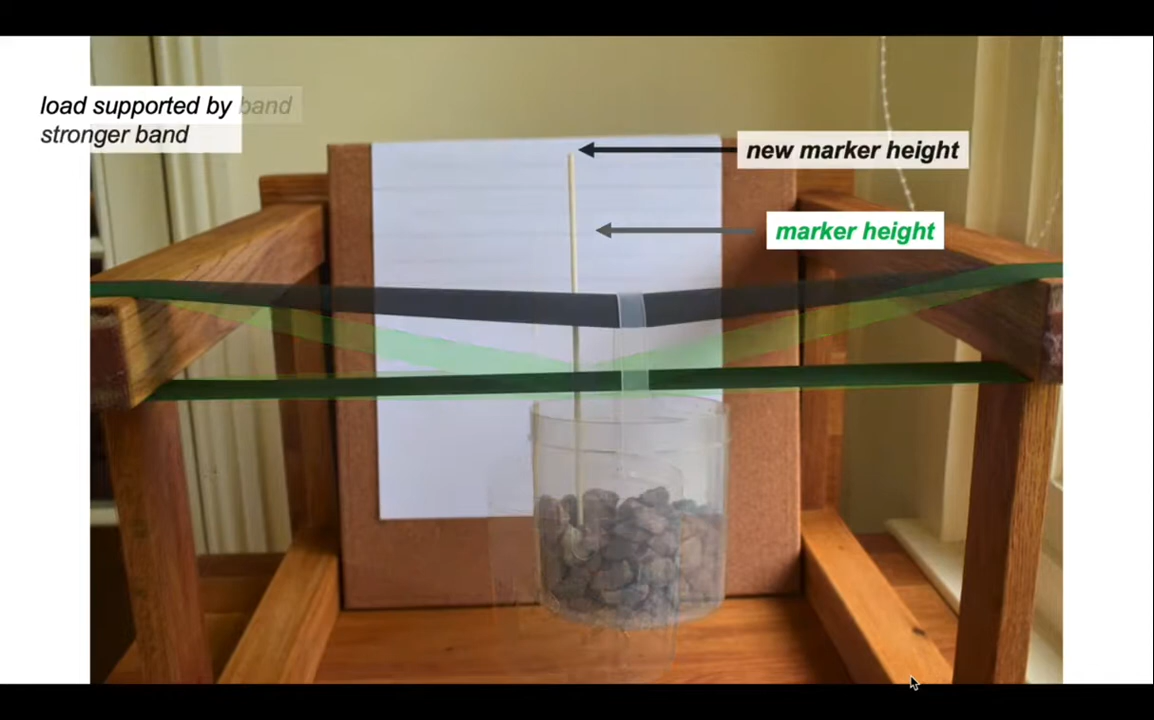 load supported by band
stronger band
new marker height
marker height